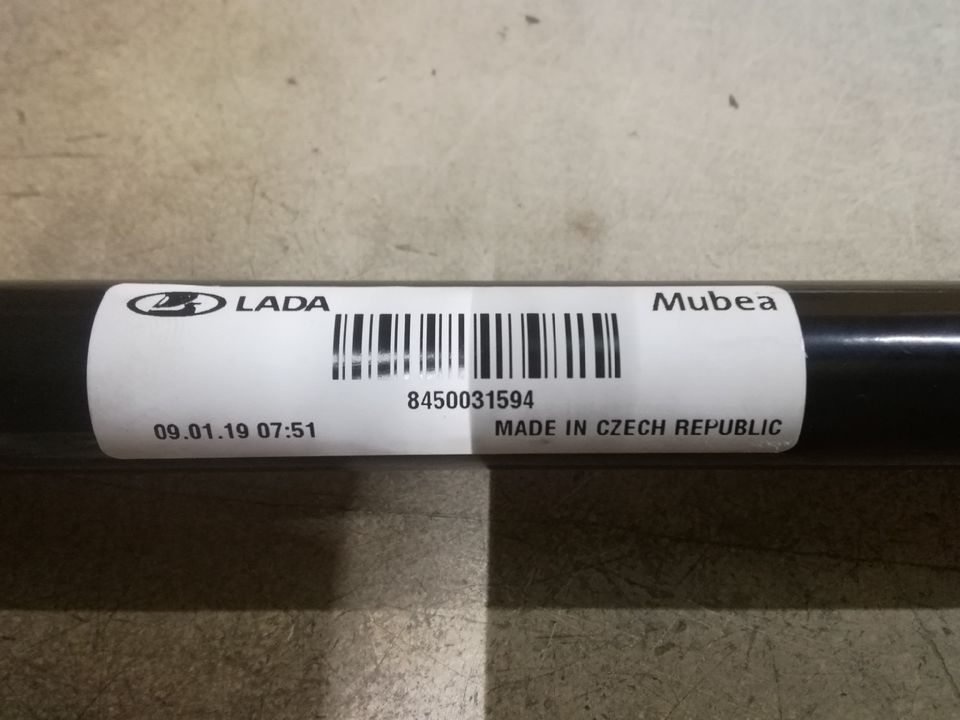 LADA Mubea
8450031594
09.01.19 07:51 MADE IN CZECH REPUBLIC